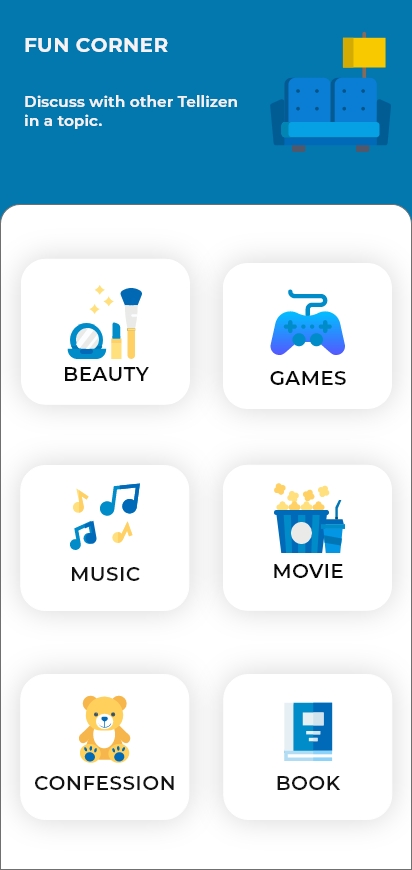 FUN CORNER
Discuss with other Tellizen
in a topic.
BEAUTY
GAMES
MUSIC
MOVIE
CONFESSION
BOOK